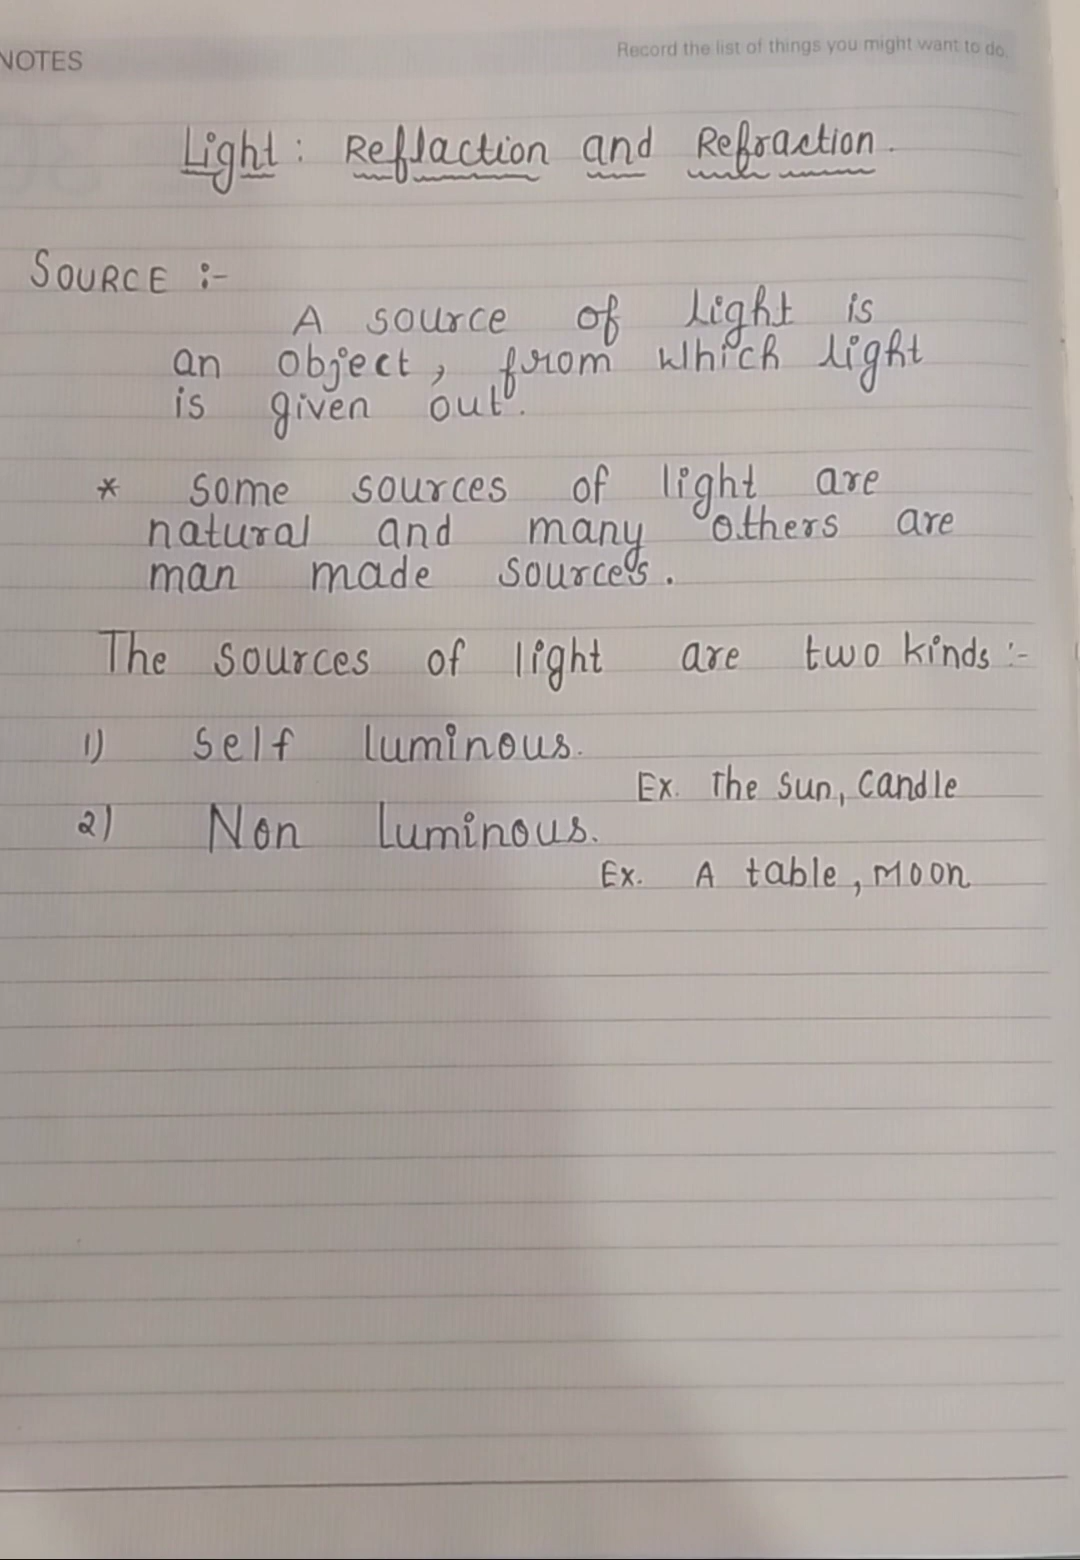 NOTES Record the list of things you might want to do.
Light : Reflaction and Refraction.
SOURCE :-
A source of light is
an object, from which light
is given out.
* some sources of light are
natural and many others are
man made sources.
The sources of light are two kinds :-
1) self luminous.
Ex. The sun, candle
2) Non luminous.
Ex. A table, Moon